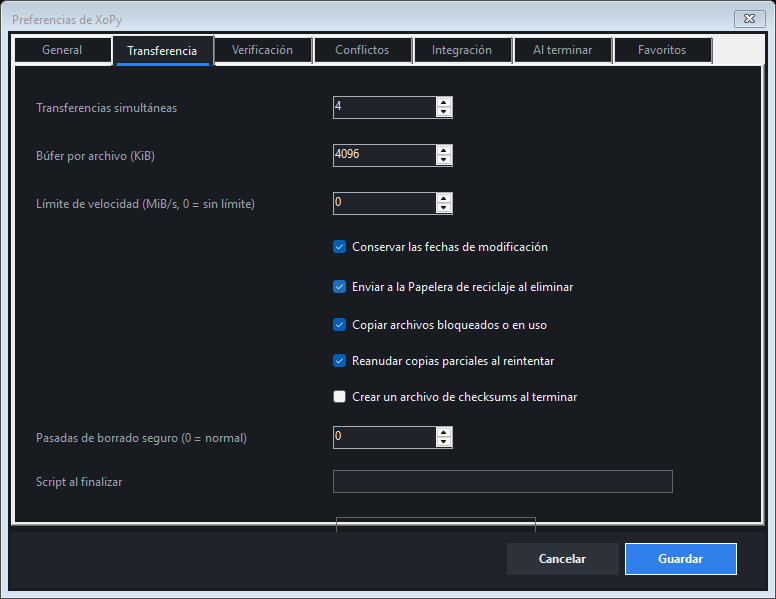 Preferencias de XoPy
General Transferencia Verificación Conflictos Integración Al terminar Favoritos
Transferencias simultáneas 4
Búfer por archivo (KiB) 4096
Límite de velocidad (MiB/s, 0 = sin límite) 0
Conservar las fechas de modificación
Enviar a la Papelera de reciclaje al eliminar
Copiar archivos bloqueados o en uso
Reanudar copias parciales al reintentar
Crear un archivo de checksums al terminar
Pasadas de borrado seguro (0 = normal) 0
Script al finalizar
Cancelar Guardar